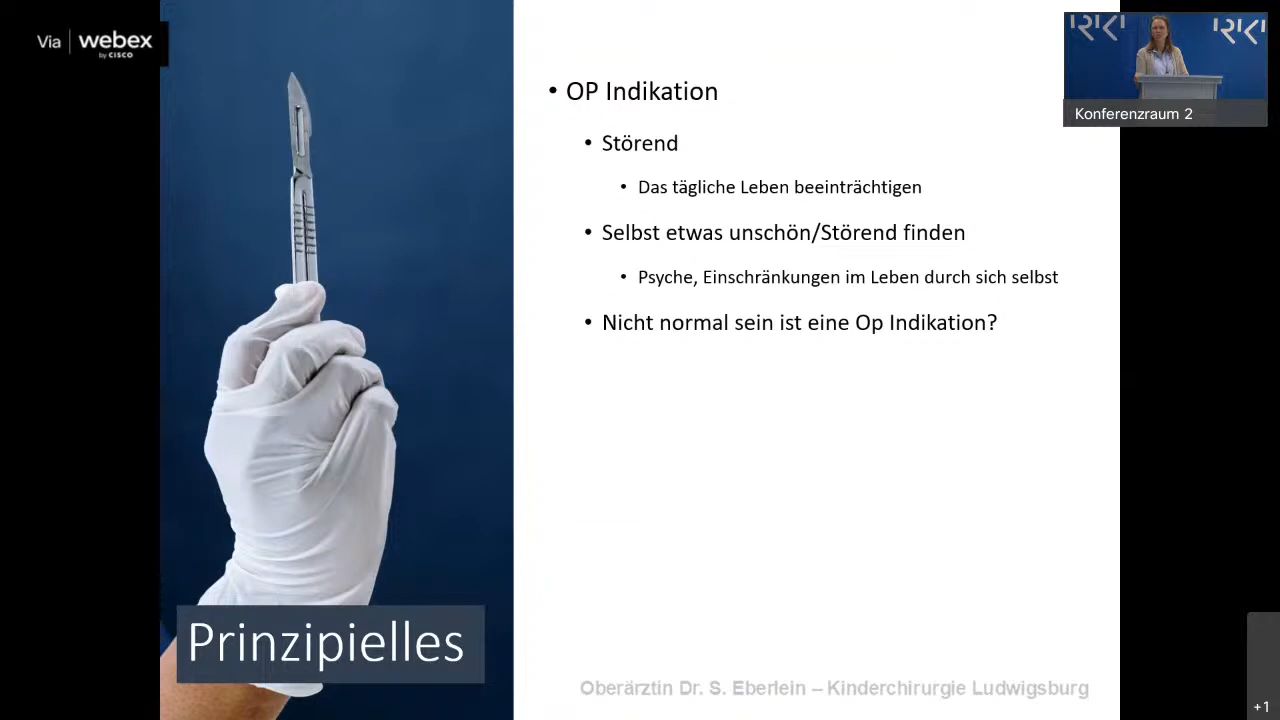 Via webex
by CISCO
RKI RKI
Konferenzraum 2
• OP Indikation
• Störend
• Das tägliche Leben beeinträchtigen
• Selbst etwas unschön/Störend finden
• Psyche, Einschränkungen im Leben durch sich selbst
• Nicht normal sein ist eine Op Indikation?
Prinzipielles
Oberärztin Dr. S. Eberlein – Kinderchirurgie Ludwigsburg
+1